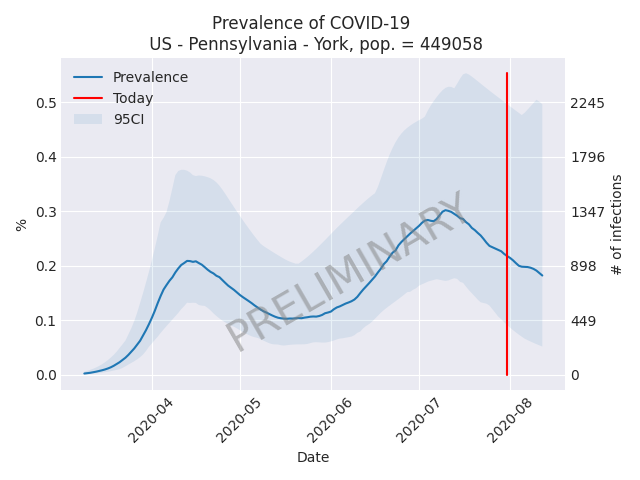 Prevalence of COVID-19
US - Pennsylvania - York, pop. = 449058
Prevalence
Today
95CI
0.5
0.4
0.3
0.2
0.1
0.0
%
2245
1796
1347
898
449
0
# of infections
PRELIMINARY
2020-04
2020-05
2020-06
2020-07
2020-08
Date